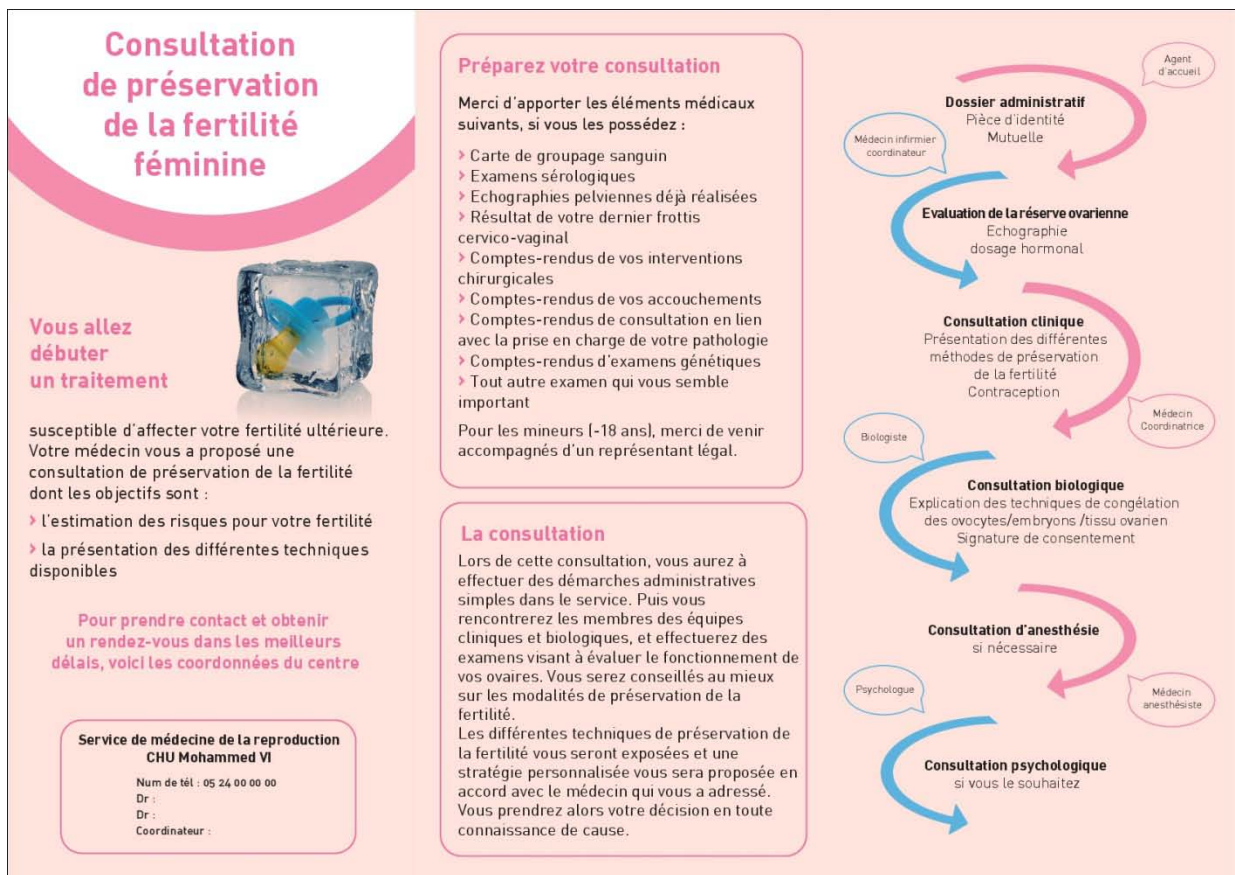 Consultation
de préservation
de la fertilité
féminine
Vous allez
débuter
un traitement
susceptible d'affecter votre fertilité ultérieure.
Votre médecin vous a proposé une
consultation de préservation de la fertilité
dont les objectifs sont :
> l'estimation des risques pour votre fertilité
> la présentation des différentes techniques
disponibles
Pour prendre contact et obtenir
un rendez-vous dans les meilleurs
délais, voici les coordonnées du centre
Service de médecine de la reproduction
CHU Mohammed VI
Num de tél : 05 24 00 00 00
Dr :
Dr :
Coordinateur :
Préparez votre consultation
Merci d'apporter les éléments médicaux
suivants, si vous les possédez :
> Carte de groupage sanguin
> Examens sérologiques
> Echographies pelviennes déjà réalisées
> Résultat de votre dernier frottis
cervico-vaginal
> Comptes-rendus de vos interventions
chirurgicales
> Comptes-rendus de vos accouchements
> Comptes-rendus de consultation en lien
avec la prise en charge de votre pathologie
> Comptes-rendus d'examens génétiques
> Tout autre examen qui vous semble
important
Pour les mineurs (-18 ans), merci de venir
accompagnés d'un représentant légal.
La consultation
Lors de cette consultation, vous aurez à
effectuer des démarches administratives
simples dans le service. Puis vous
rencontrerez les membres des équipes
cliniques et biologiques, et effectuerez des
examens visant à évaluer le fonctionnement de
vos ovaires. Vous serez conseillés au mieux
sur les modalités de préservation de la
fertilité.
Les différentes techniques de préservation de
la fertilité vous seront exposées et une
stratégie personnalisée vous sera proposée en
accord avec le médecin qui vous a adressé.
Vous prendrez alors votre décision en toute
connaissance de cause.
Agent
d'accueil
Dossier administratif
Pièce d'identité
Mutuelle
Médecin infirmier
coordinateur
Evaluation de la réserve ovarienne
Echographie
dosage hormonal
Consultation clinique
Présentation des différentes
méthodes de préservation
de la fertilité
Contraception
Médecin
Coordinatrice
Biologiste
Consultation biologique
Explication des techniques de congélation
des ovocytes/embryons /tissu ovarien
Signature de consentement
Consultation d'anesthésie
si nécessaire
Médecin
anesthésiste
Psychologue
Consultation psychologique
si vous le souhaitez